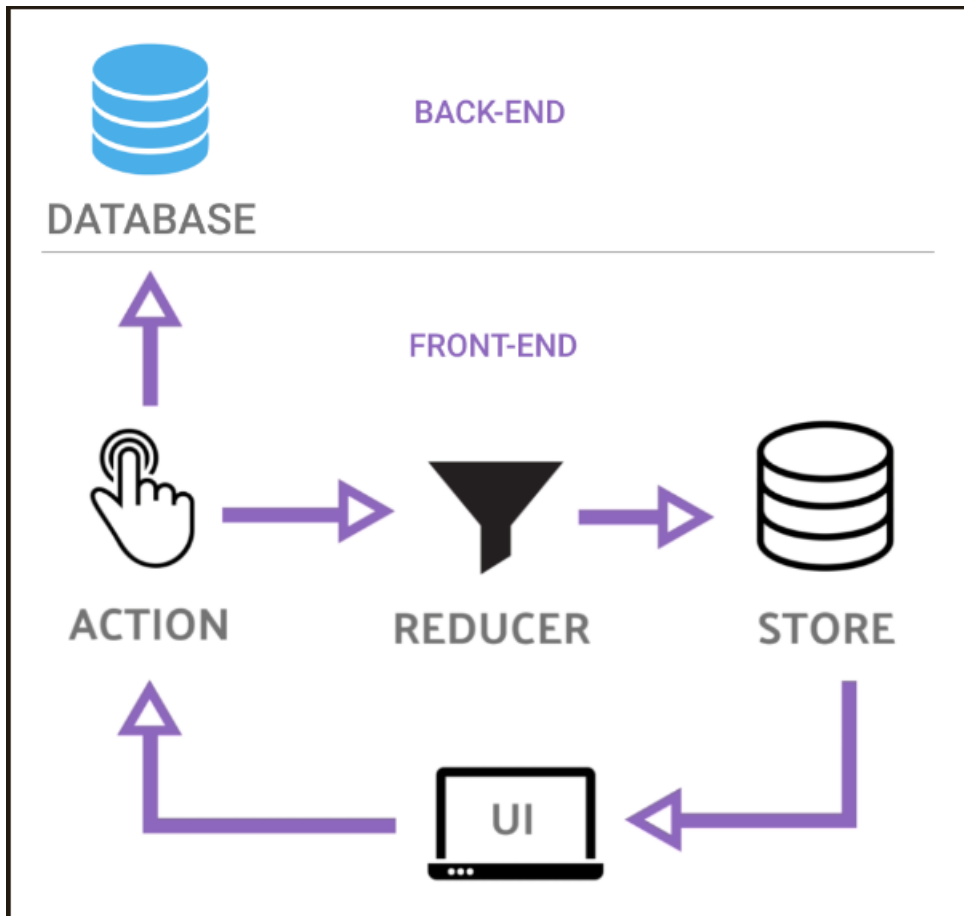 BACK-END
DATABASE
FRONT-END
ACTION
REDUCER
STORE
UI